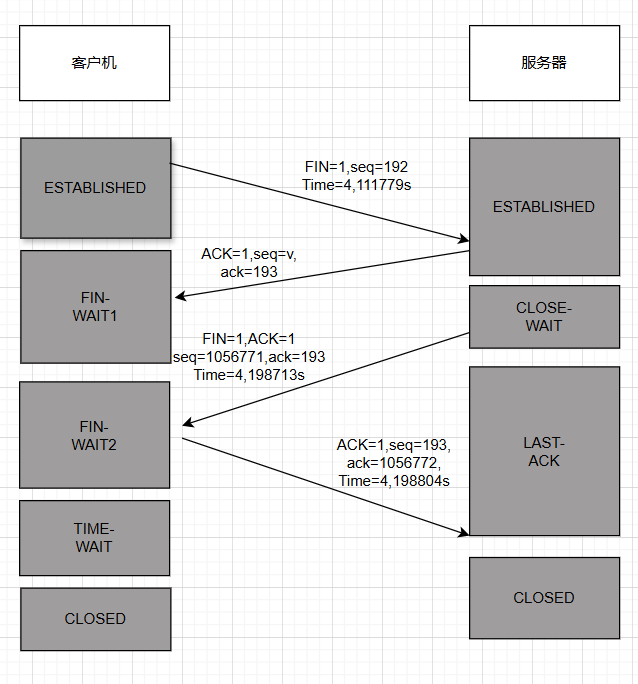 客户机
服务器
ESTABLISHED
FIN=1,seq=192
Time=4,111779s
ESTABLISHED
ACK=1,seq=v,
ack=193
FIN-
WAIT1
CLOSE-
WAIT
FIN=1,ACK=1
seq=1056771,ack=193
Time=4,198713s
FIN-
WAIT2
ACK=1,seq=193,
ack=1056772,
Time=4,198804s
LAST-
ACK
TIME-
WAIT
CLOSED
CLOSED